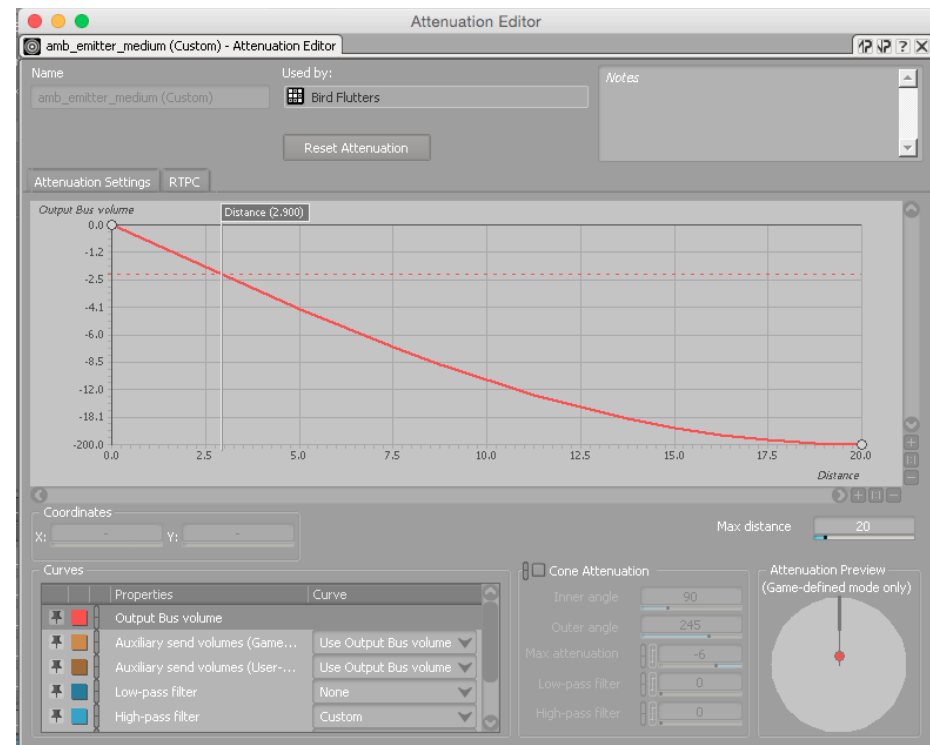 Attenuation Editor
amb_emitter_medium (Custom) - Attenuation Editor
Name
Used by:
Notes
amb_emitter_medium (Custom)
Bird Flutters
Reset Attenuation
Attenuation Settings
RTPC
Output Bus volume
Distance (2.900)
0.0
-1.2
-2.5
-4.1
-6.0
-8.5
-12.0
-18.1
-200.0
0.0 2.5 5.0 7.5 10.0 12.5 15.0 17.5 20.0
Distance
Coordinates
X: - Y: -
Max distance 20
Curves
Properties Curve
Output Bus volume
Auxiliary send volumes (Game... Use Output Bus volume
Auxiliary send volumes (User-... Use Output Bus volume
Low-pass filter None
High-pass filter Custom
Cone Attenuation
Inner angle 90
Outer angle 245
Max attenuation -6
Low-pass filter 0
High-pass filter 0
Attenuation Preview
(Game-defined mode only)